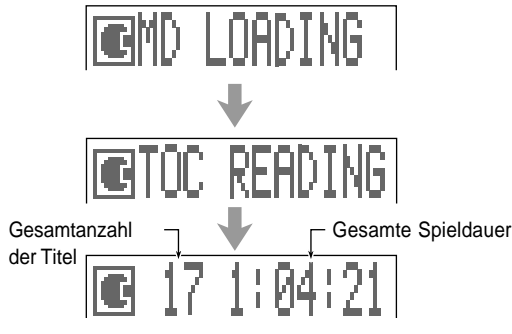 MD LOADING
TOC READING
Gesamtanzahl
der Titel
Gesamte Spieldauer
17 1:04:21